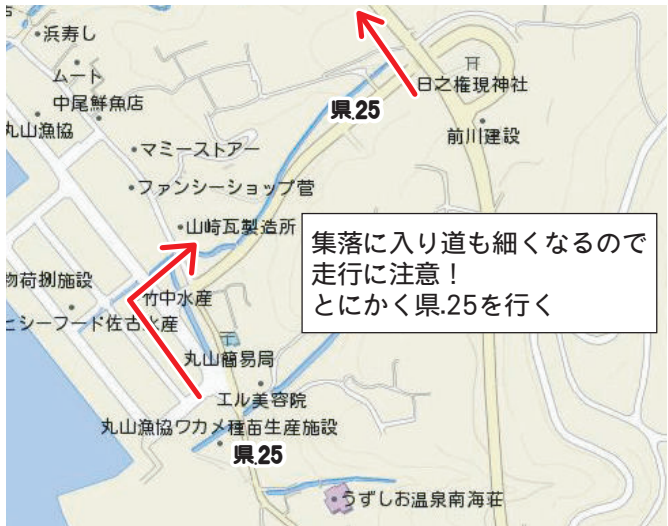 浜寿し
ムート
中尾鮮魚店
丸山漁協
マミーストアー
ファンシーショップ菅
山崎瓦製造所
県.25
日之権現神社
前川建設
集落に入り道も細くなるので
走行に注意!
とにかく県.25を行く
物荷捌施設
竹中水産
ヒシーフード佐古水産
丸山簡易局
エル美容院
丸山漁協ワカメ種苗生産施設
県.25
うずしお温泉南海荘